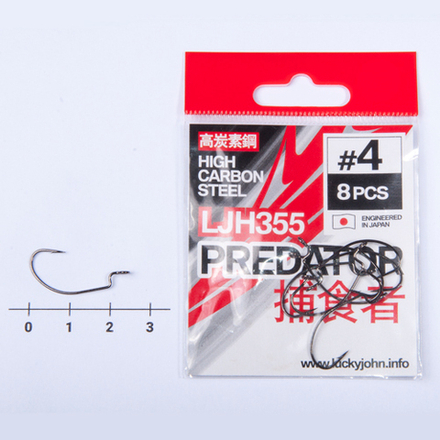 高炭素鋼
HIGH
CARBON
STEEL
#4
8 PCS
LJH355
ENGINEERED
IN JAPAN
PREDATOR
捕食者
www.luckyjohn.info
0 1 2 3